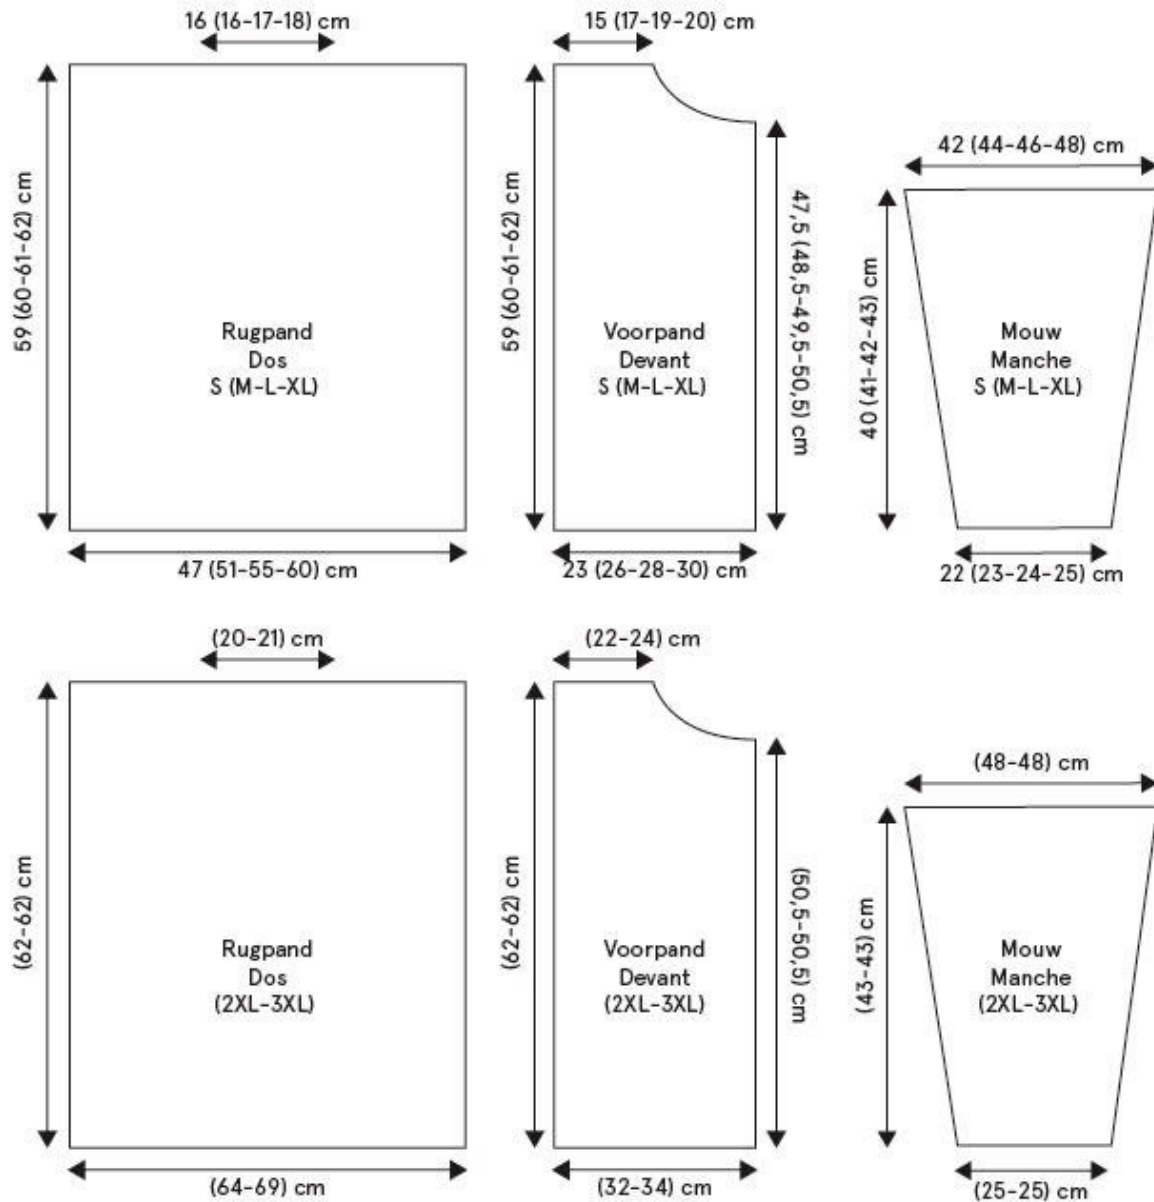 16 (16-17-18) cm
59 (60-61-62) cm
Rugpand
Dos
S (M-L-XL)
47 (51-55-60) cm
15 (17-19-20) cm
59 (60-61-62) cm
Voorpand
Devant
S (M-L-XL)
47,5 (48,5-49,5-50,5) cm
23 (26-28-30) cm
42 (44-46-48) cm
40 (41-42-43) cm
Mouw
Manche
S (M-L-XL)
22 (23-24-25) cm
(20-21) cm
(62-62) cm
Rugpand
Dos
(2XL-3XL)
(64-69) cm
(22-24) cm
(62-62) cm
Voorpand
Devant
(2XL-3XL)
(50,5-50,5) cm
(32-34) cm
(48-48) cm
(43-43) cm
Mouw
Manche
(2XL-3XL)
(25-25) cm